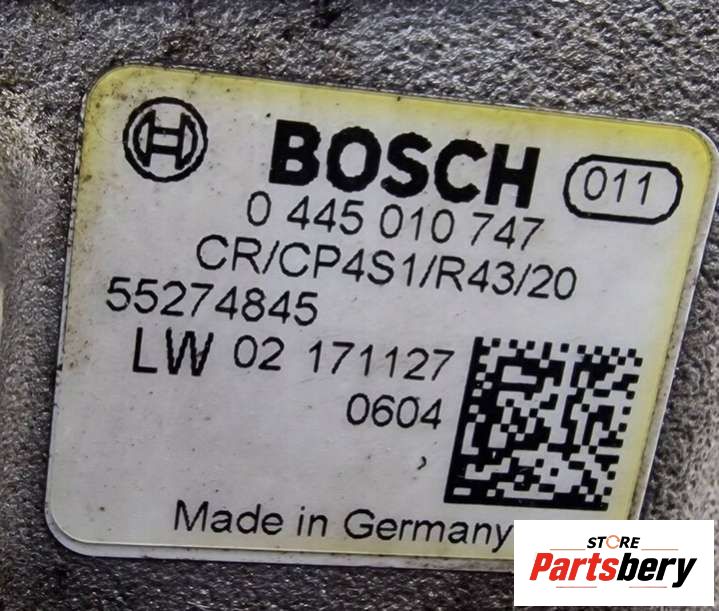 BOSCH 011
0 445 010 747
CR/CP4S1/R43/20
55274845
LW 02 171127
0604
Made in Germany
STORE
Partsbery